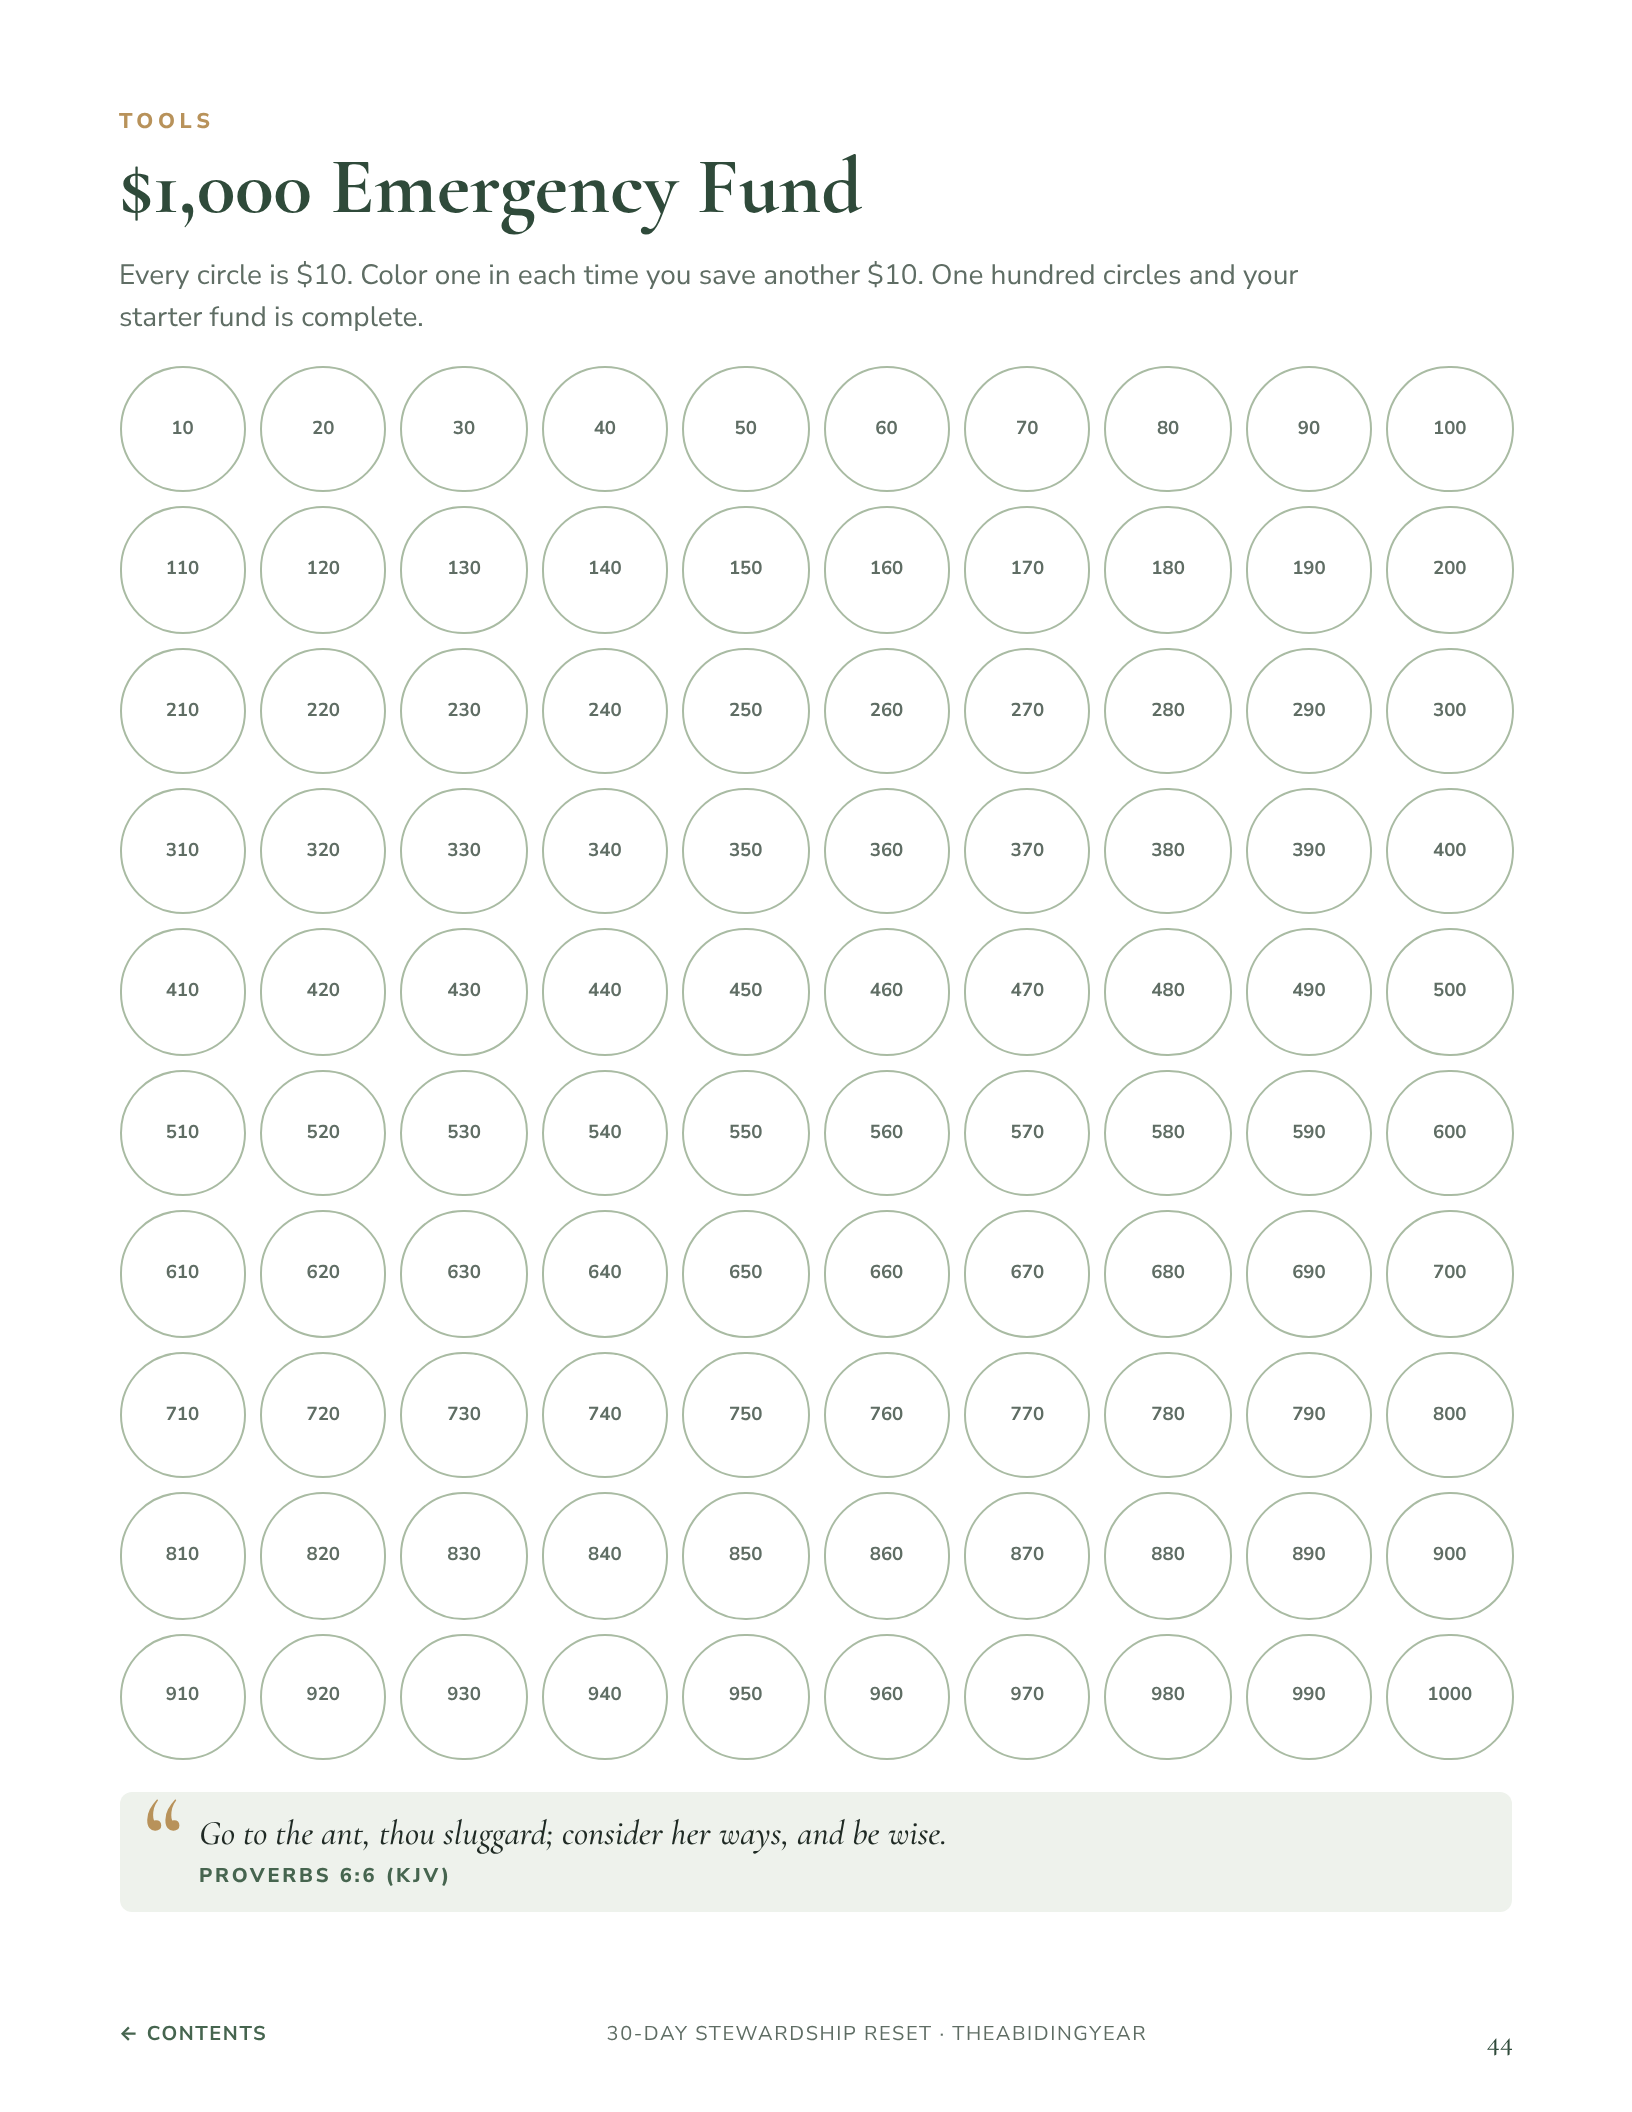 TOOLS
$1,000 Emergency Fund
Every circle is $10. Color one in each time you save another $10. One hundred circles and your
starter fund is complete.
10 20 30 40 50 60 70 80 90 100
110 120 130 140 150 160 170 180 190 200
210 220 230 240 250 260 270 280 290 300
310 320 330 340 350 360 370 380 390 400
410 420 430 440 450 460 470 480 490 500
510 520 530 540 550 560 570 580 590 600
610 620 630 640 650 660 670 680 690 700
710 720 730 740 750 760 770 780 790 800
810 820 830 840 850 860 870 880 890 900
910 920 930 940 950 960 970 980 990 1000
“Go to the ant, thou sluggard; consider her ways, and be wise.
PROVERBS 6:6 (KJV)
← CONTENTS 30-DAY STEWARDSHIP RESET · THEABIDINGYEAR 44